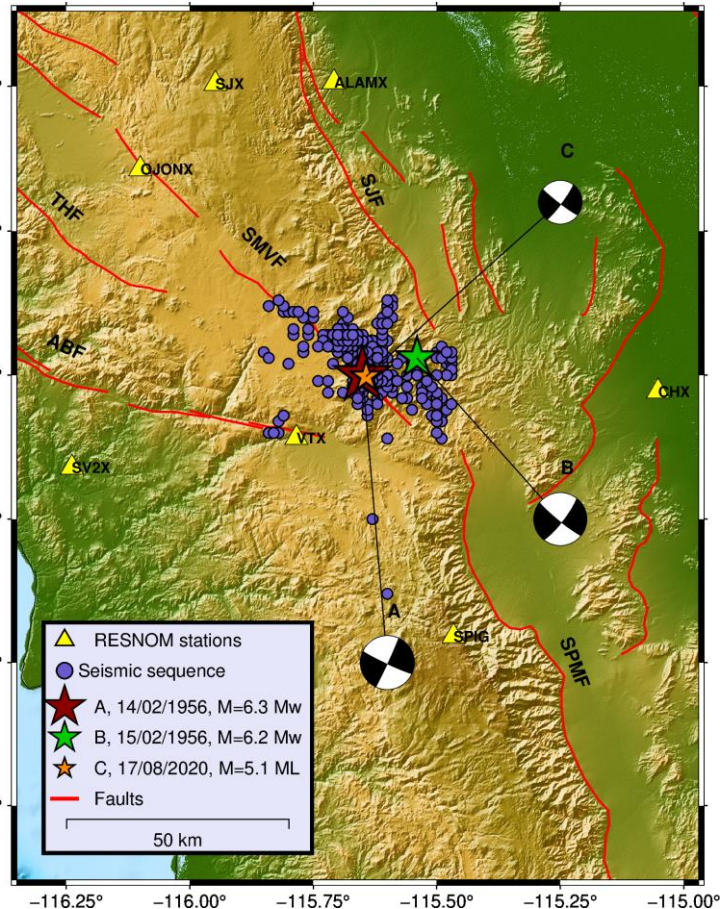 SJX
ALAMX
OJONX
C
SJF
THF
SMVF
ABF
CHX
VTX
SV2X
B
A
SPIG
SPMF
RESNOM stations
Seismic sequence
A, 14/02/1956, M=6.3 Mw
B, 15/02/1956, M=6.2 Mw
C, 17/08/2020, M=5.1 ML
Faults
50 km
−116.25° −116.00° −115.75° −115.50° −115.25° −115.00°